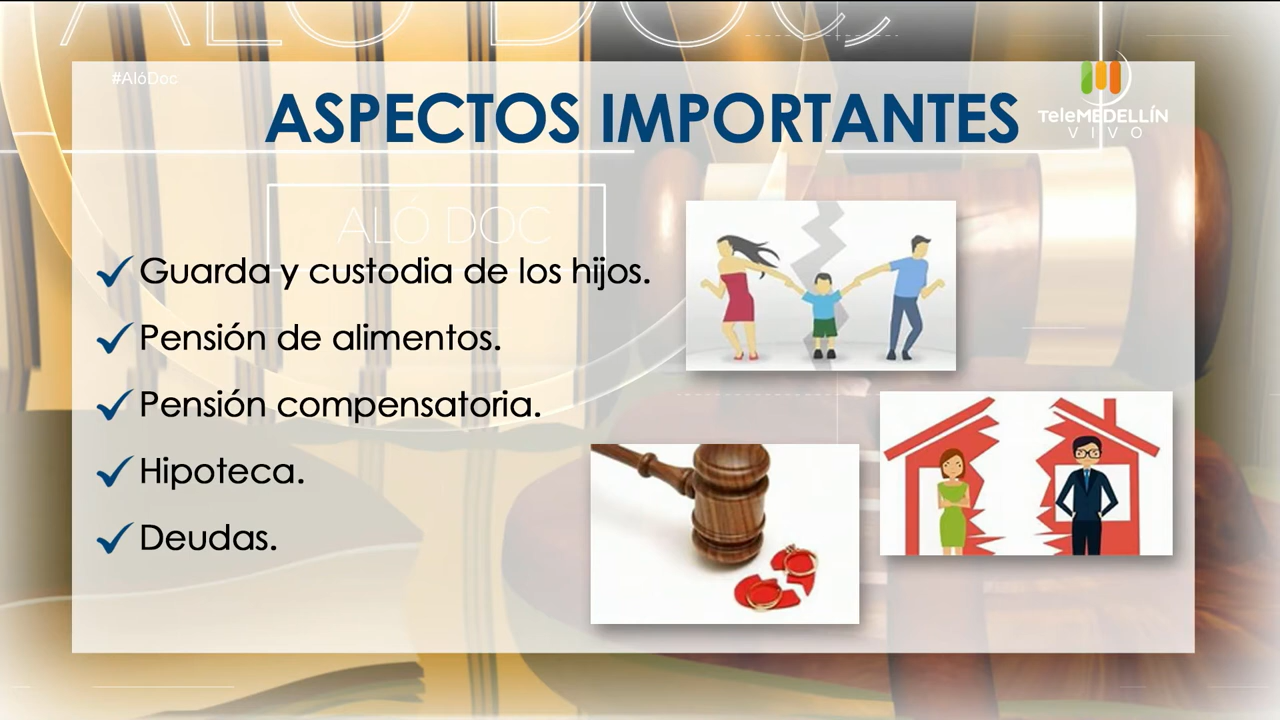 ALÓ DOC
#AlóDoc
ASPECTOS IMPORTANTES
TeleMEDELLÍN
VIVO
ALÓ DOC
Guarda y custodia de los hijos.
Pensión de alimentos.
Pensión compensatoria.
Hipoteca.
Deudas.